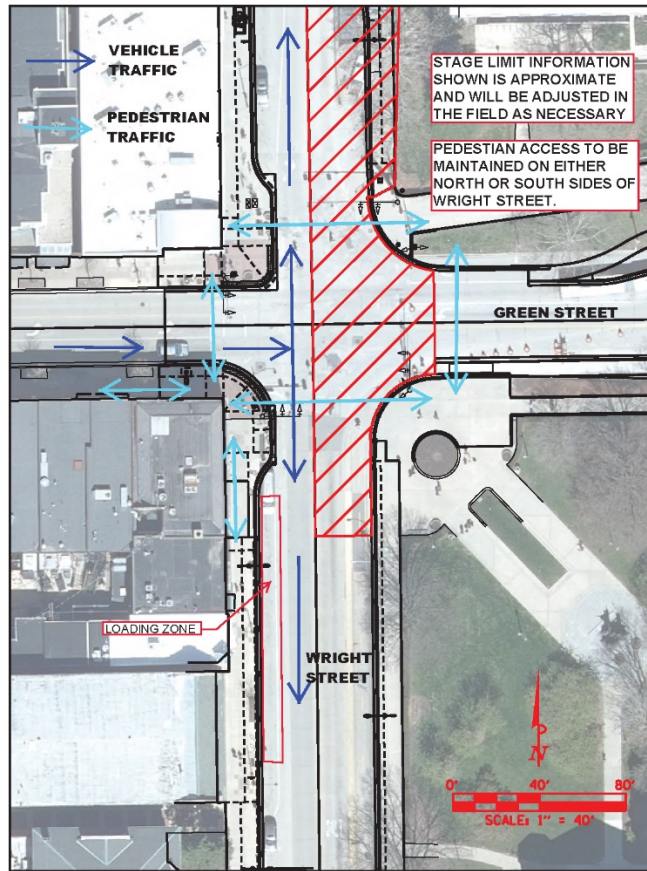 VEHICLE
TRAFFIC
PEDESTRIAN
TRAFFIC
STAGE LIMIT INFORMATION
SHOWN IS APPROXIMATE
AND WILL BE ADJUSTED IN
THE FIELD AS NECESSARY
PEDESTIAN ACCESS TO BE
MAINTAINED ON EITHER
NORTH OR SOUTH SIDES OF
WRIGHT STREET.
GREEN STREET
LOADING ZONE
WRIGHT
STREET
N
0' 40' 80'
SCALE: 1" = 40'